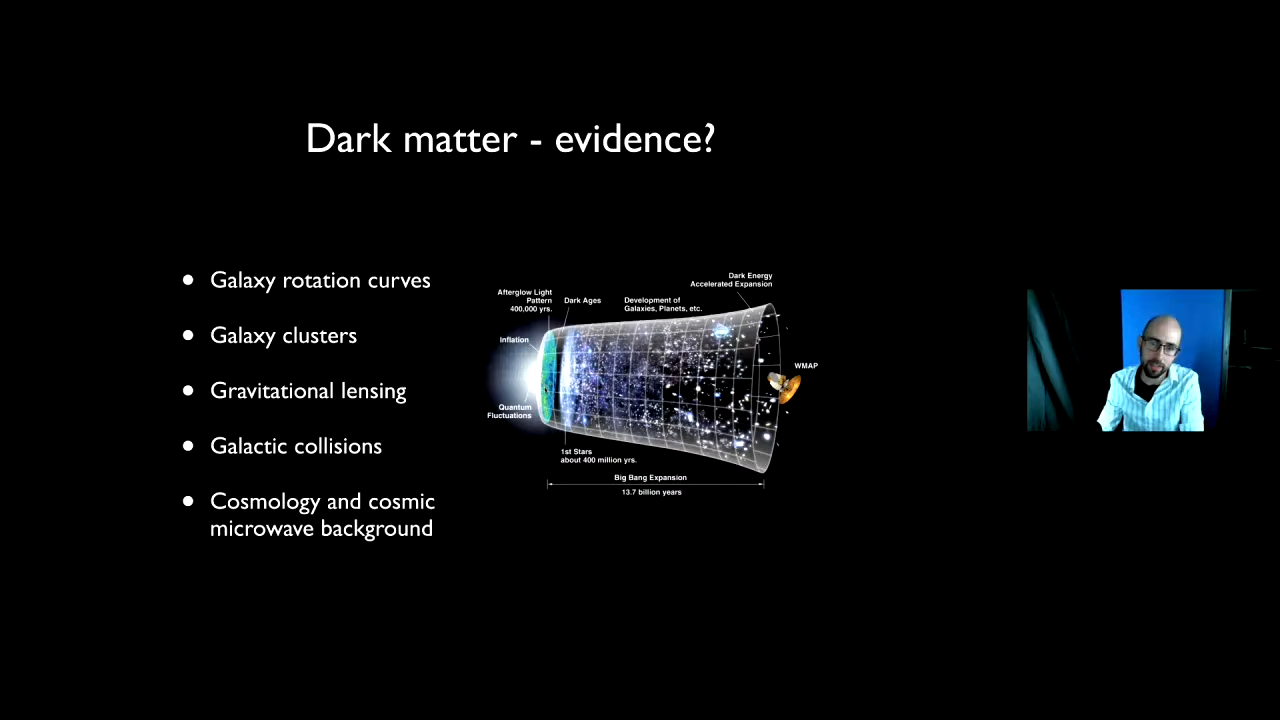 Dark matter - evidence?
• Galaxy rotation curves
• Galaxy clusters
• Gravitational lensing
• Galactic collisions
• Cosmology and cosmic
microwave background
Dark Energy
Accelerated Expansion
Afterglow Light
Pattern
400,000 yrs.
Dark Ages
Development of
Galaxies, Planets, etc.
Inflation
WMAP
Quantum
Fluctuations
1st Stars
about 400 million yrs.
Big Bang Expansion
13.7 billion years